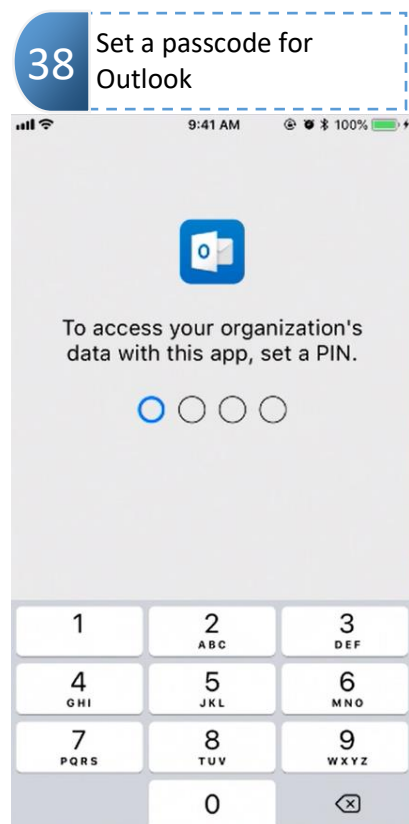 38
Set a passcode for
Outlook
9:41 AM 100%
O
To access your organization's
data with this app, set a PIN.
1 2 3
ABC DEF
4 5 6
GHI JKL MNO
7 8 9
PQRS TUV WXYZ
0